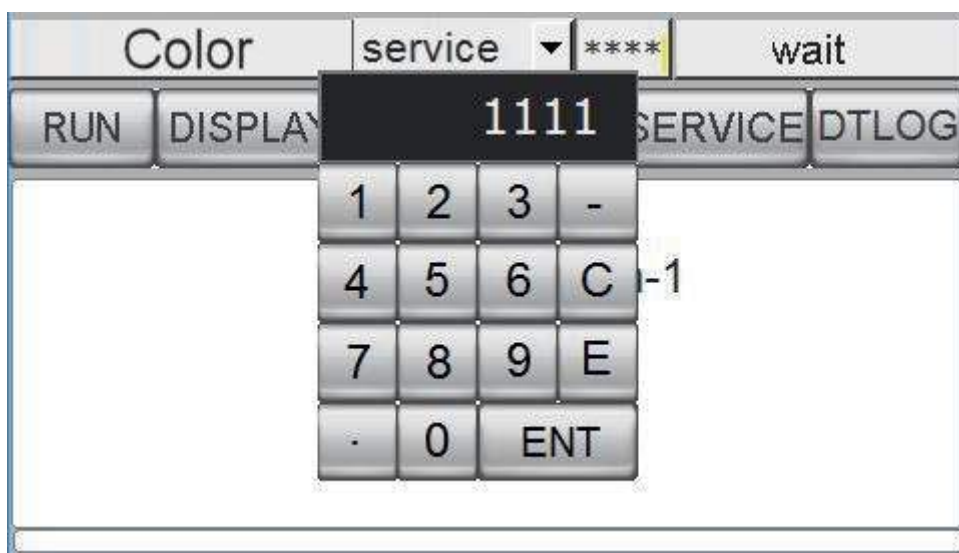 Color service **** wait
RUN DISPLA 1111 SERVICE DTLOG
1 2 3 -
4 5 6 C -1
7 8 9 E
. 0 ENT